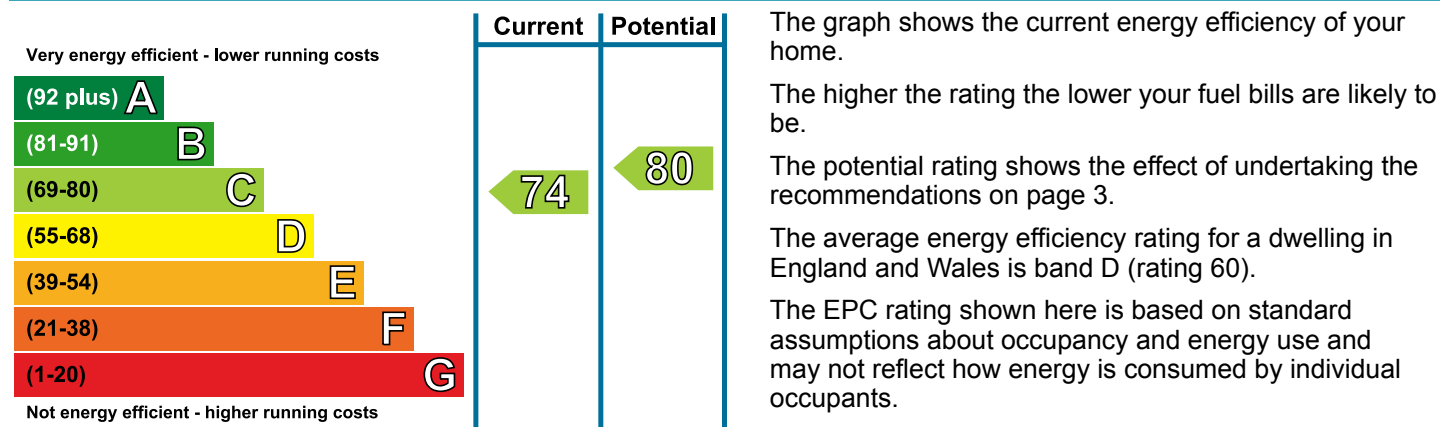 Current Potential
Very energy efficient - lower running costs
(92 plus) A
(81-91) B
(69-80) C
(55-68) D
(39-54) E
(21-38) F
(1-20) G
Not energy efficient - higher running costs
74
80
The graph shows the current energy efficiency of your
home.
The higher the rating the lower your fuel bills are likely to
be.
The potential rating shows the effect of undertaking the
recommendations on page 3.
The average energy efficiency rating for a dwelling in
England and Wales is band D (rating 60).
The EPC rating shown here is based on standard
assumptions about occupancy and energy use and
may not reflect how energy is consumed by individual
occupants.